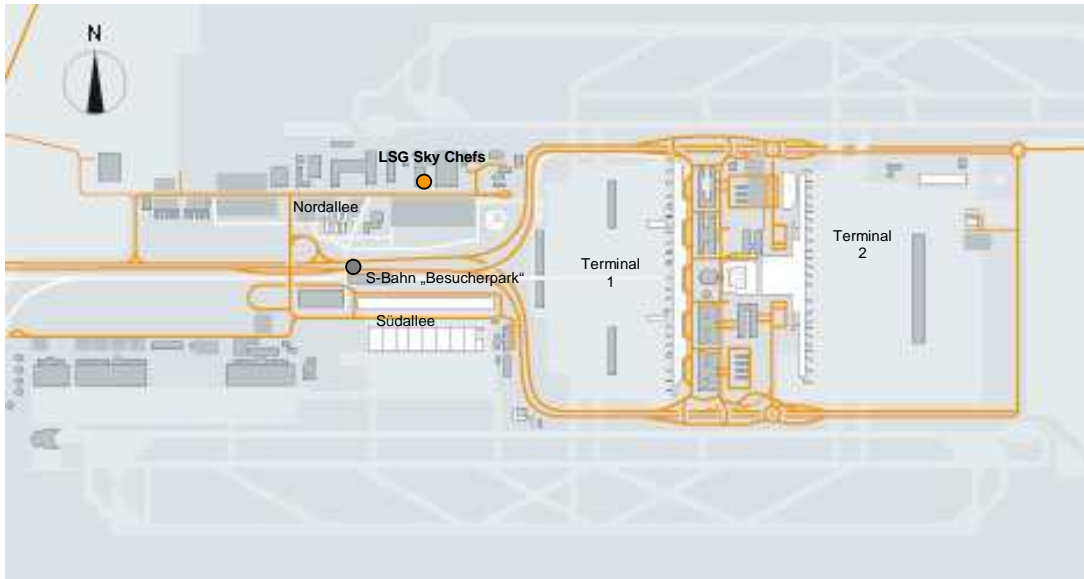 N
LSG Sky Chefs
Nordallee
Terminal
1
Terminal
2
S-Bahn „Besucherpark“
Südallee